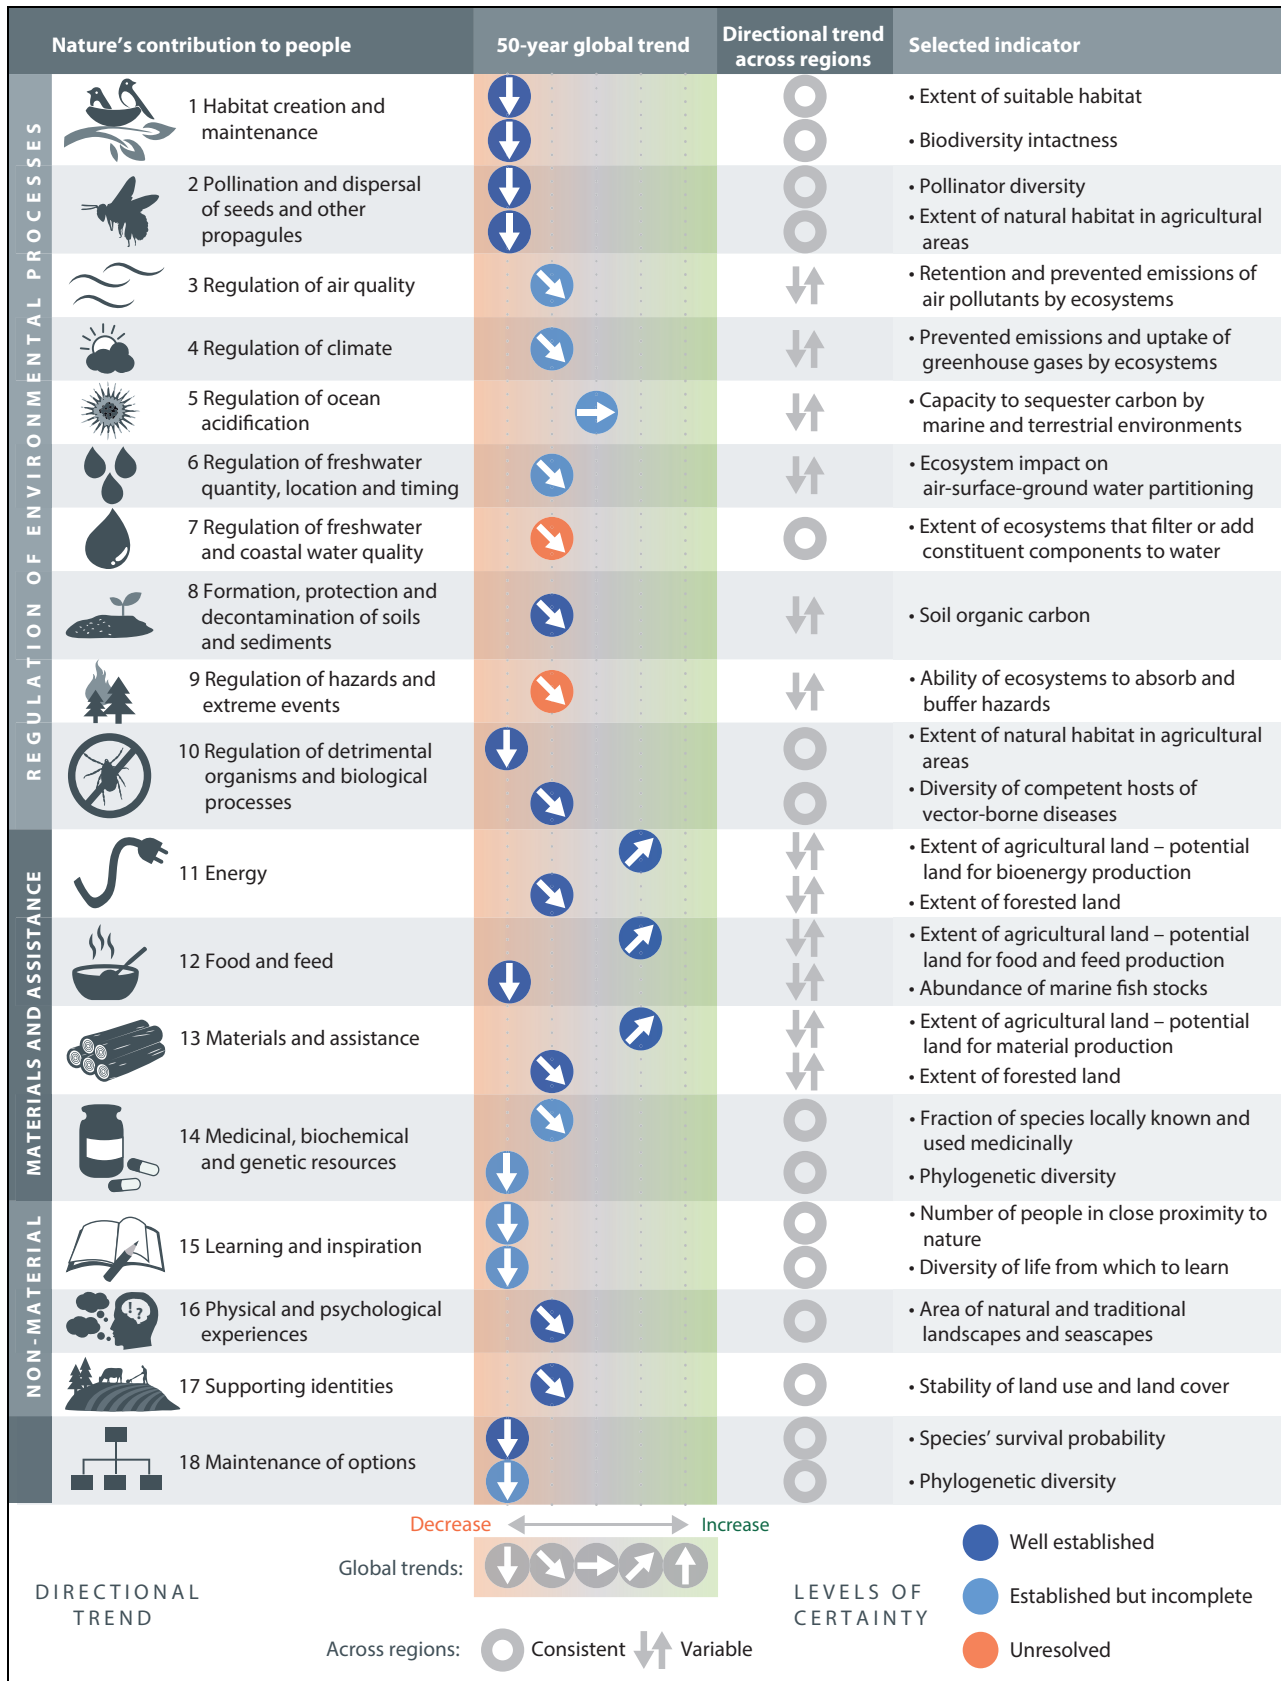 Nature's contribution to people
50-year global trend
Directional trend
across regions
Selected indicator
REGULATION OF ENVIRONMENTAL PROCESSES
1 Habitat creation and
maintenance
• Extent of suitable habitat
• Biodiversity intactness
2 Pollination and dispersal
of seeds and other
propagules
• Pollinator diversity
• Extent of natural habitat in agricultural
areas
3 Regulation of air quality
• Retention and prevented emissions of
air pollutants by ecosystems
4 Regulation of climate
• Prevented emissions and uptake of
greenhouse gases by ecosystems
5 Regulation of ocean
acidification
• Capacity to sequester carbon by
marine and terrestrial environments
6 Regulation of freshwater
quantity, location and timing
• Ecosystem impact on
air-surface-ground water partitioning
7 Regulation of freshwater
and coastal water quality
• Extent of ecosystems that filter or add
constituent components to water
8 Formation, protection and
decontamination of soils
and sediments
• Soil organic carbon
9 Regulation of hazards and
extreme events
• Ability of ecosystems to absorb and
buffer hazards
10 Regulation of detrimental
organisms and biological
processes
• Extent of natural habitat in agricultural
areas
• Diversity of competent hosts of
vector-borne diseases
MATERIALS AND ASSISTANCE
11 Energy
• Extent of agricultural land – potential
land for bioenergy production
• Extent of forested land
12 Food and feed
• Extent of agricultural land – potential
land for food and feed production
• Abundance of marine fish stocks
13 Materials and assistance
• Extent of agricultural land – potential
land for material production
• Extent of forested land
14 Medicinal, biochemical
and genetic resources
• Fraction of species locally known and
used medicinally
• Phylogenetic diversity
NON-MATERIAL
15 Learning and inspiration
• Number of people in close proximity to
nature
• Diversity of life from which to learn
16 Physical and psychological
experiences
! ?
• Area of natural and traditional
landscapes and seascapes
17 Supporting identities
• Stability of land use and land cover
18 Maintenance of options
• Species' survival probability
• Phylogenetic diversity
Decrease
Increase
Global trends:
DIRECTIONAL
TREND
Across regions:
Consistent
Variable
LEVELS OF
CERTAINTY
Well established
Established but incomplete
Unresolved